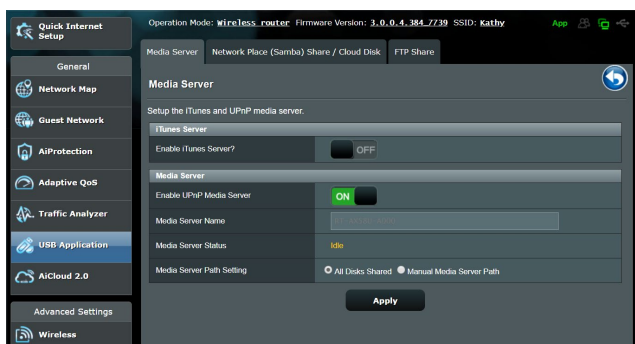 Quick Internet
Setup
Operation Mode: Wireless router Firmware Version: 3.0.0.4.384_7739 SSID: Kathy
App
Media Server
Network Place (Samba) Share / Cloud Disk
FTP Share
General
Network Map
Guest Network
AiProtection
Adaptive QoS
Traffic Analyzer
USB Application
AiCloud 2.0
Advanced Settings
Wireless
Media Server
Setup the iTunes and UPnP media server.
iTunes Server
Enable iTunes Server?
OFF
Media Server
Enable UPnP Media Server
ON
Media Server Name
Media Server Status
Idle
Media Server Path Setting
All Disks Shared
Manual Media Server Path
Apply